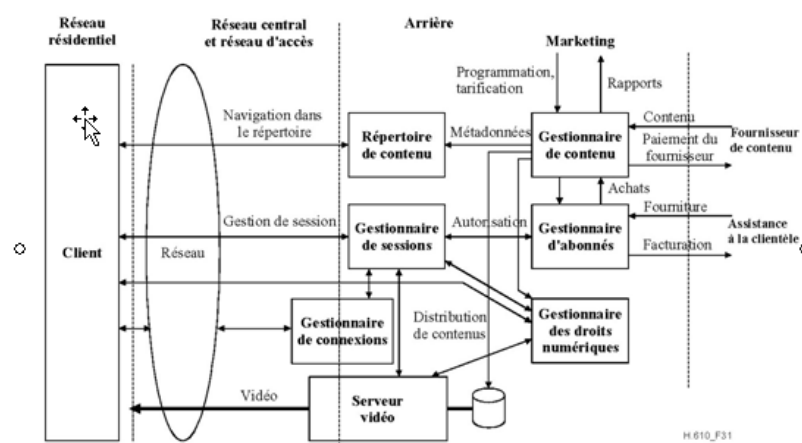 Réseau
résidentiel
Réseau central
et réseau d'accès
Arrière
Marketing
Programmation,
tarification
Rapports
Navigation dans
le répertoire
Répertoire
de contenu
Métadonnées
Gestionnaire
de contenu
Contenu
Paiement du
fournisseur
Fournisseur
de contenu
Achats
Gestion de session
Gestionnaire
de sessions
Autorisation
Gestionnaire
d'abonnés
Fourniture
Facturation
Assistance
à la clientèle
Client
Réseau
Gestionnaire
de connexions
Distribution
de contenus
Gestionnaire
des droits
numériques
Vidéo
Serveur
vidéo
H.610_F31